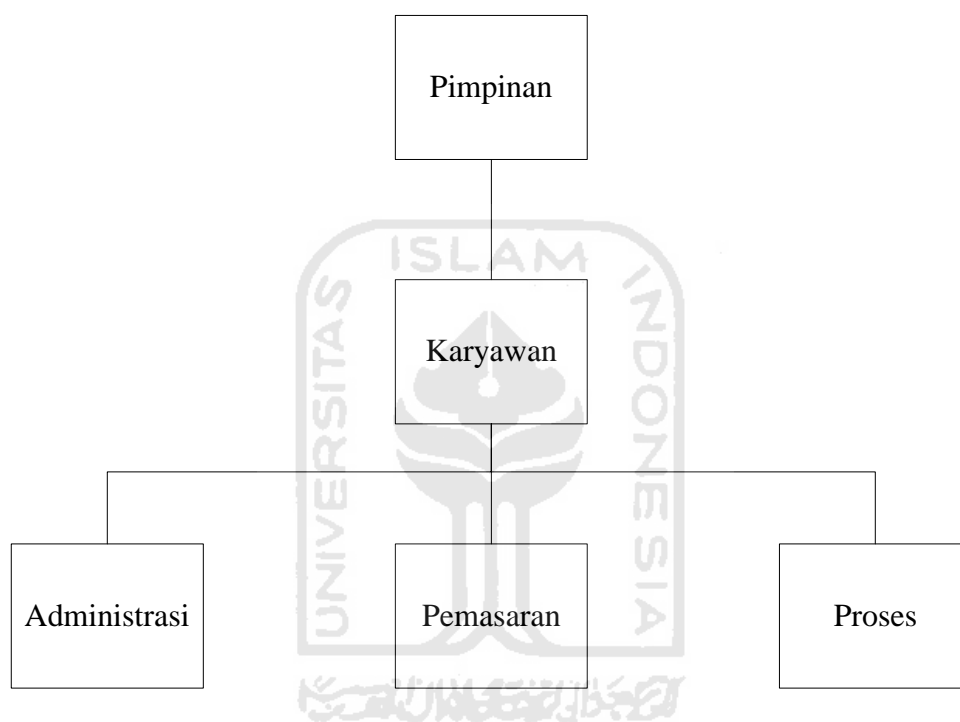 Pimpinan
ISLAM
UNIVERSITAS
INDONESIA
Karyawan
Administrasi
Pemasaran
Proses